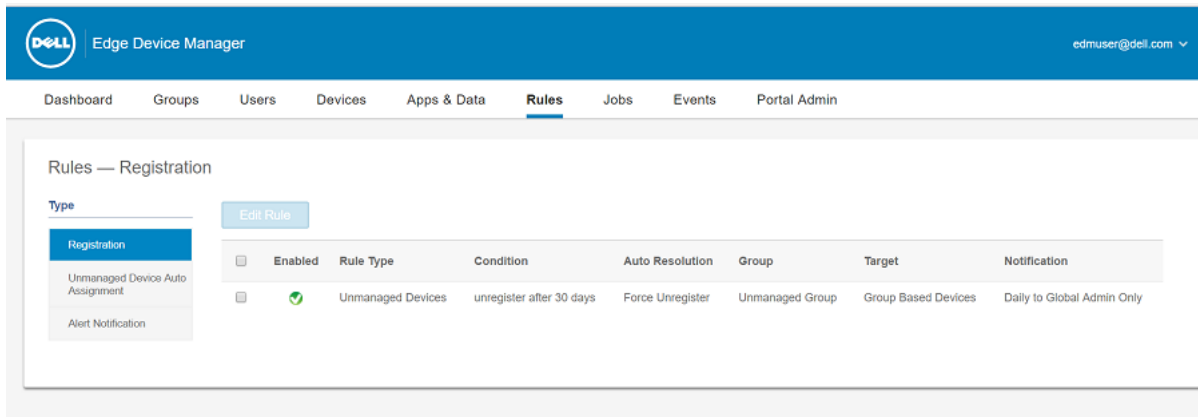 DELL Edge Device Manager edmuser@dell.com
Dashboard Groups Users Devices Apps & Data Rules Jobs Events Portal Admin
Rules — Registration
Type
Edit Rule
Registration
Unmanaged Device Auto
Assignment
Alert Notification
Enabled Rule Type Condition Auto Resolution Group Target Notification
Unmanaged Devices unregister after 30 days Force Unregister Unmanaged Group Group Based Devices Daily to Global Admin Only